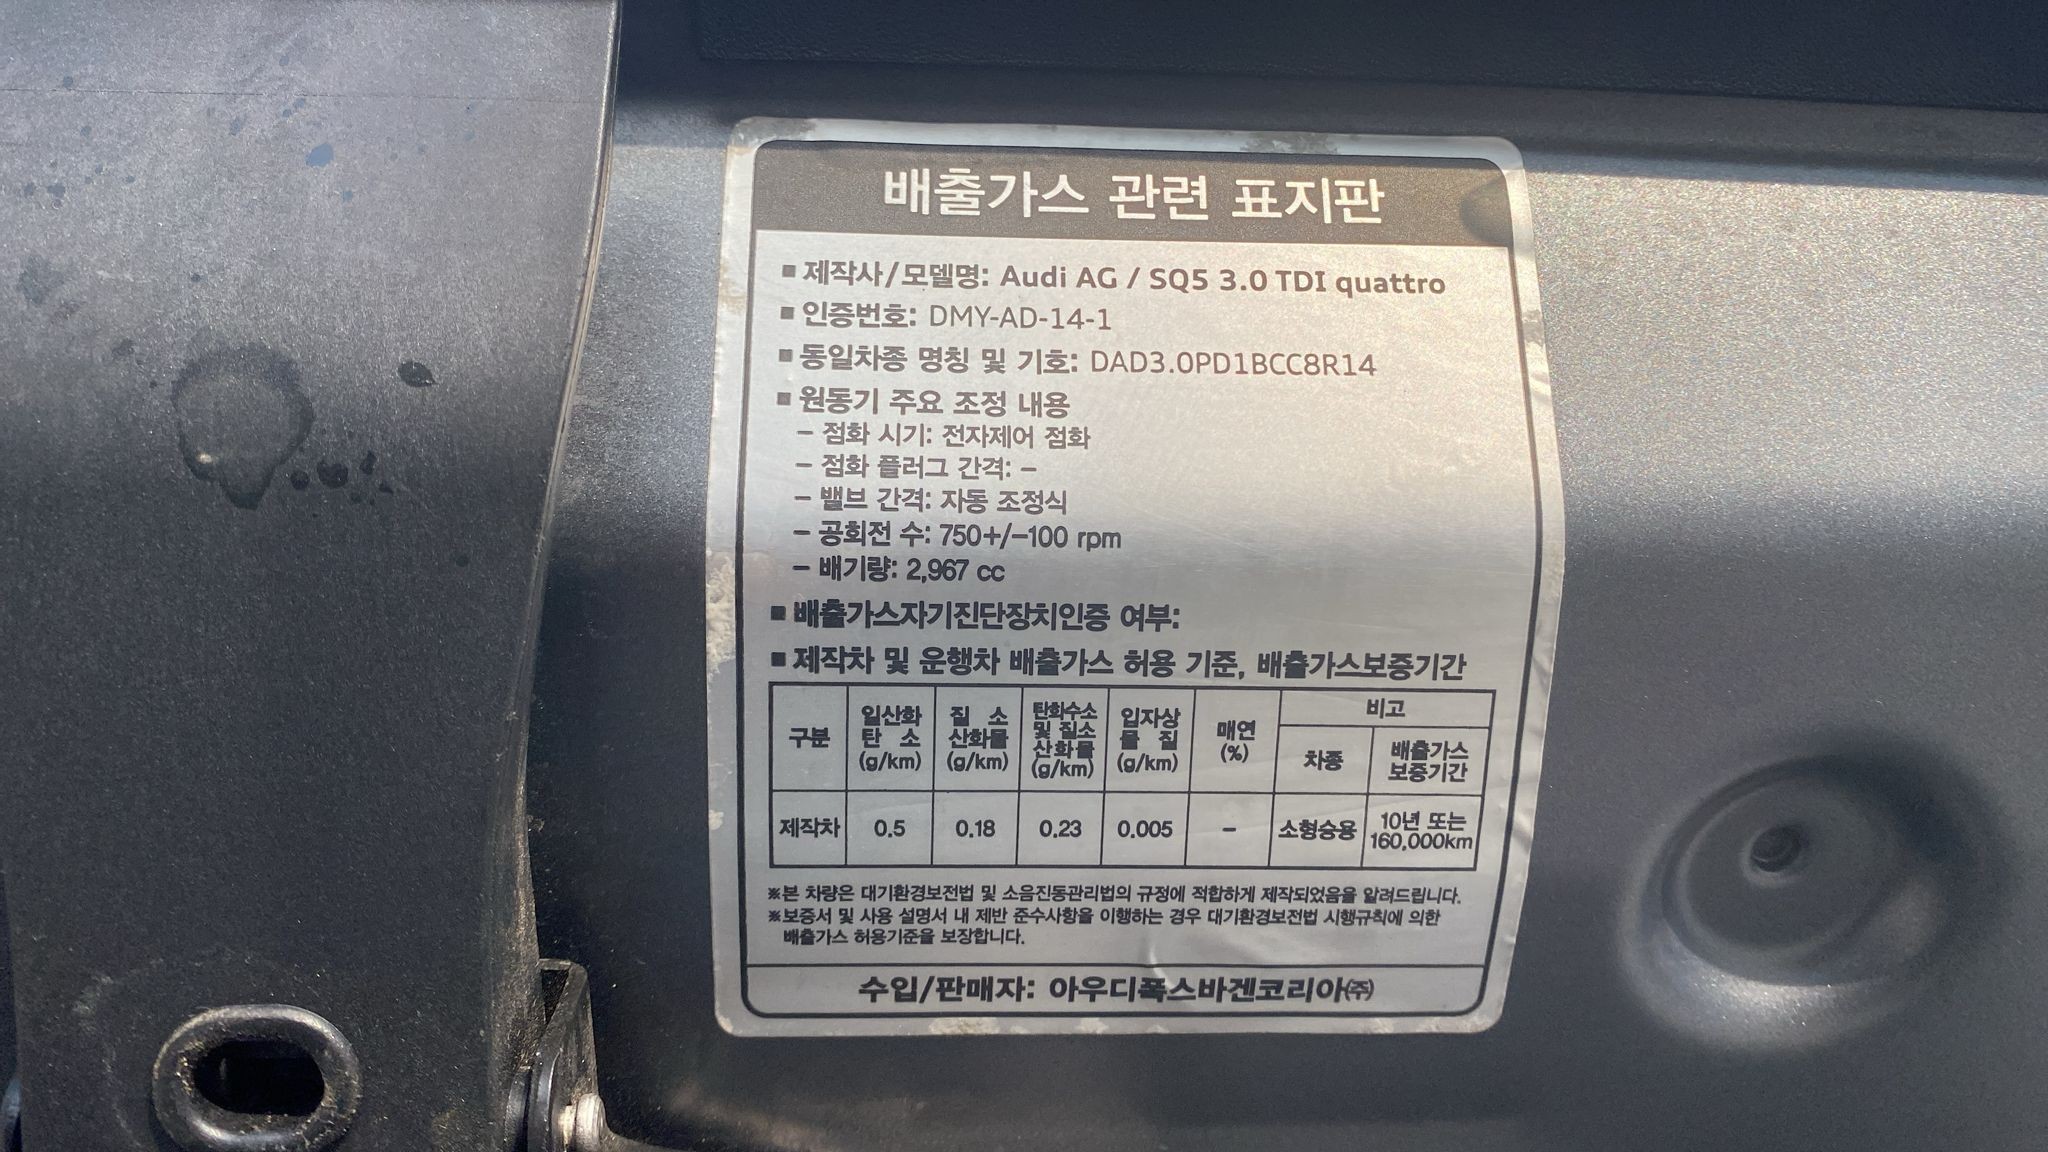 배출가스 관련 표지판
▪ 제작사/모델명: Audi AG / SQ5 3.0 TDI quattro
▪ 인증번호: DMY-AD-14-1
▪ 동일차종 명칭 및 기호: DAD3.0PD1BCC8R14
▪ 원동기 주요 조정 내용
– 점화 시기: 전자제어 점화
– 점화 플러그 간격: –
– 밸브 간격: 자동 조정식
– 공회전 수: 750+/–100 rpm
– 배기량: 2,967 cc
▪ 배출가스자기진단장치인증 여부:
▪ 제작차 및 운행차 배출가스 허용 기준, 배출가스보증기간
구분 일산화탄소 (g/km) 질소산화물 (g/km) 탄화수소 및 질소산화물 (g/km) 입자상물질 (g/km) 매연 (%) 비고
차종 배출가스 보증기간
제작차 0.5 0.18 0.23 0.005 – 소형승용 10년 또는 160,000km
※본 차량은 대기환경보전법 및 소음진동관리법의 규정에 적합하게 제작되었음을 알려드립니다.
※보증서 및 사용 설명서 내 제반 준수사항을 이행하는 경우 대기환경보전법 시행규칙에 의한
배출가스 허용기준을 보장합니다.
수입/판매자: 아우디폭스바겐코리아㈜